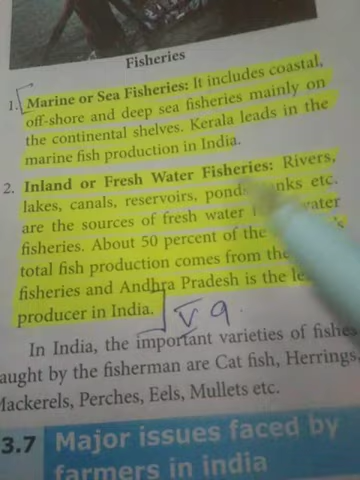 Fisheries
1. Marine or Sea Fisheries: It includes coastal,
off-shore and deep sea fisheries mainly on
the continental shelves. Kerala leads in the
marine fish production in India.
2. Inland or Fresh Water Fisheries: Rivers,
lakes, canals, reservoirs, ponds etc.
are the sources of fresh water water
fisheries. About 50 percent of the
total fish production comes from the
fisheries and Andhra Pradesh is the
producer in India.
V 9.
In India, the important varieties of fishes
aught by the fisherman are Cat fish, Herrings,
Mackerels, Perches, Eels, Mullets etc.
3.7 Major issues faced by
farmers in india